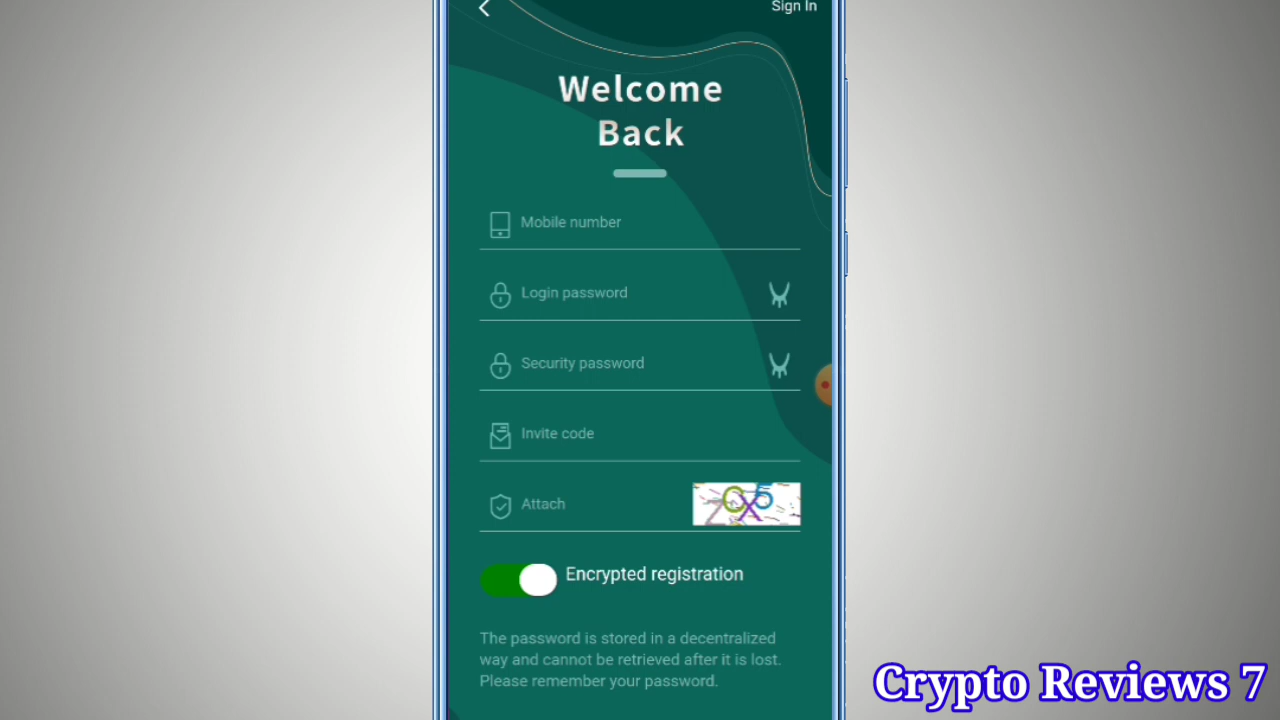 Sign In
Welcome
Back
Mobile number
Login password
Security password
Invite code
Attach
ZCX5
Encrypted registration
The password is stored in a decentralized
way and cannot be retrieved after it is lost.
Please remember your password.
Crypto Reviews 7